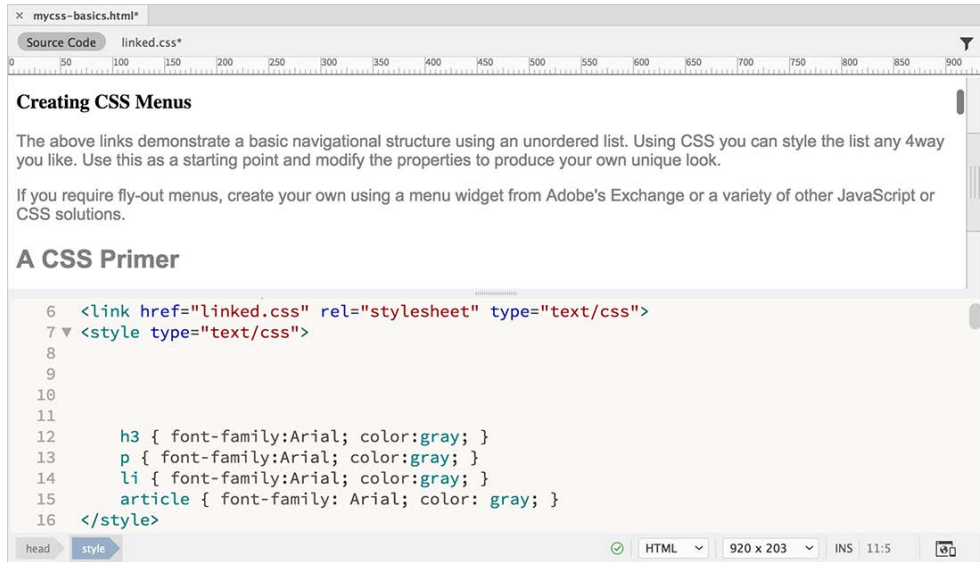 × mycss-basics.html*
Source Code linked.css*
0 50 100 150 200 250 300 350 400 450 500 550 600 650 700 750 800 850 900
Creating CSS Menus
The above links demonstrate a basic navigational structure using an unordered list. Using CSS you can style the list any 4way
you like. Use this as a starting point and modify the properties to produce your own unique look.
If you require fly-out menus, create your own using a menu widget from Adobe's Exchange or a variety of other JavaScript or
CSS solutions.
A CSS Primer
6 <link href="linked.css" rel="stylesheet" type="text/css">
7 ▼ <style type="text/css">
8
9
10
11
12 h3 { font-family:Arial; color:gray; }
13 p { font-family:Arial; color:gray; }
14 li { font-family:Arial; color:gray; }
15 article { font-family: Arial; color: gray; }
16 </style>
head style HTML 920 x 203 INS 11:5